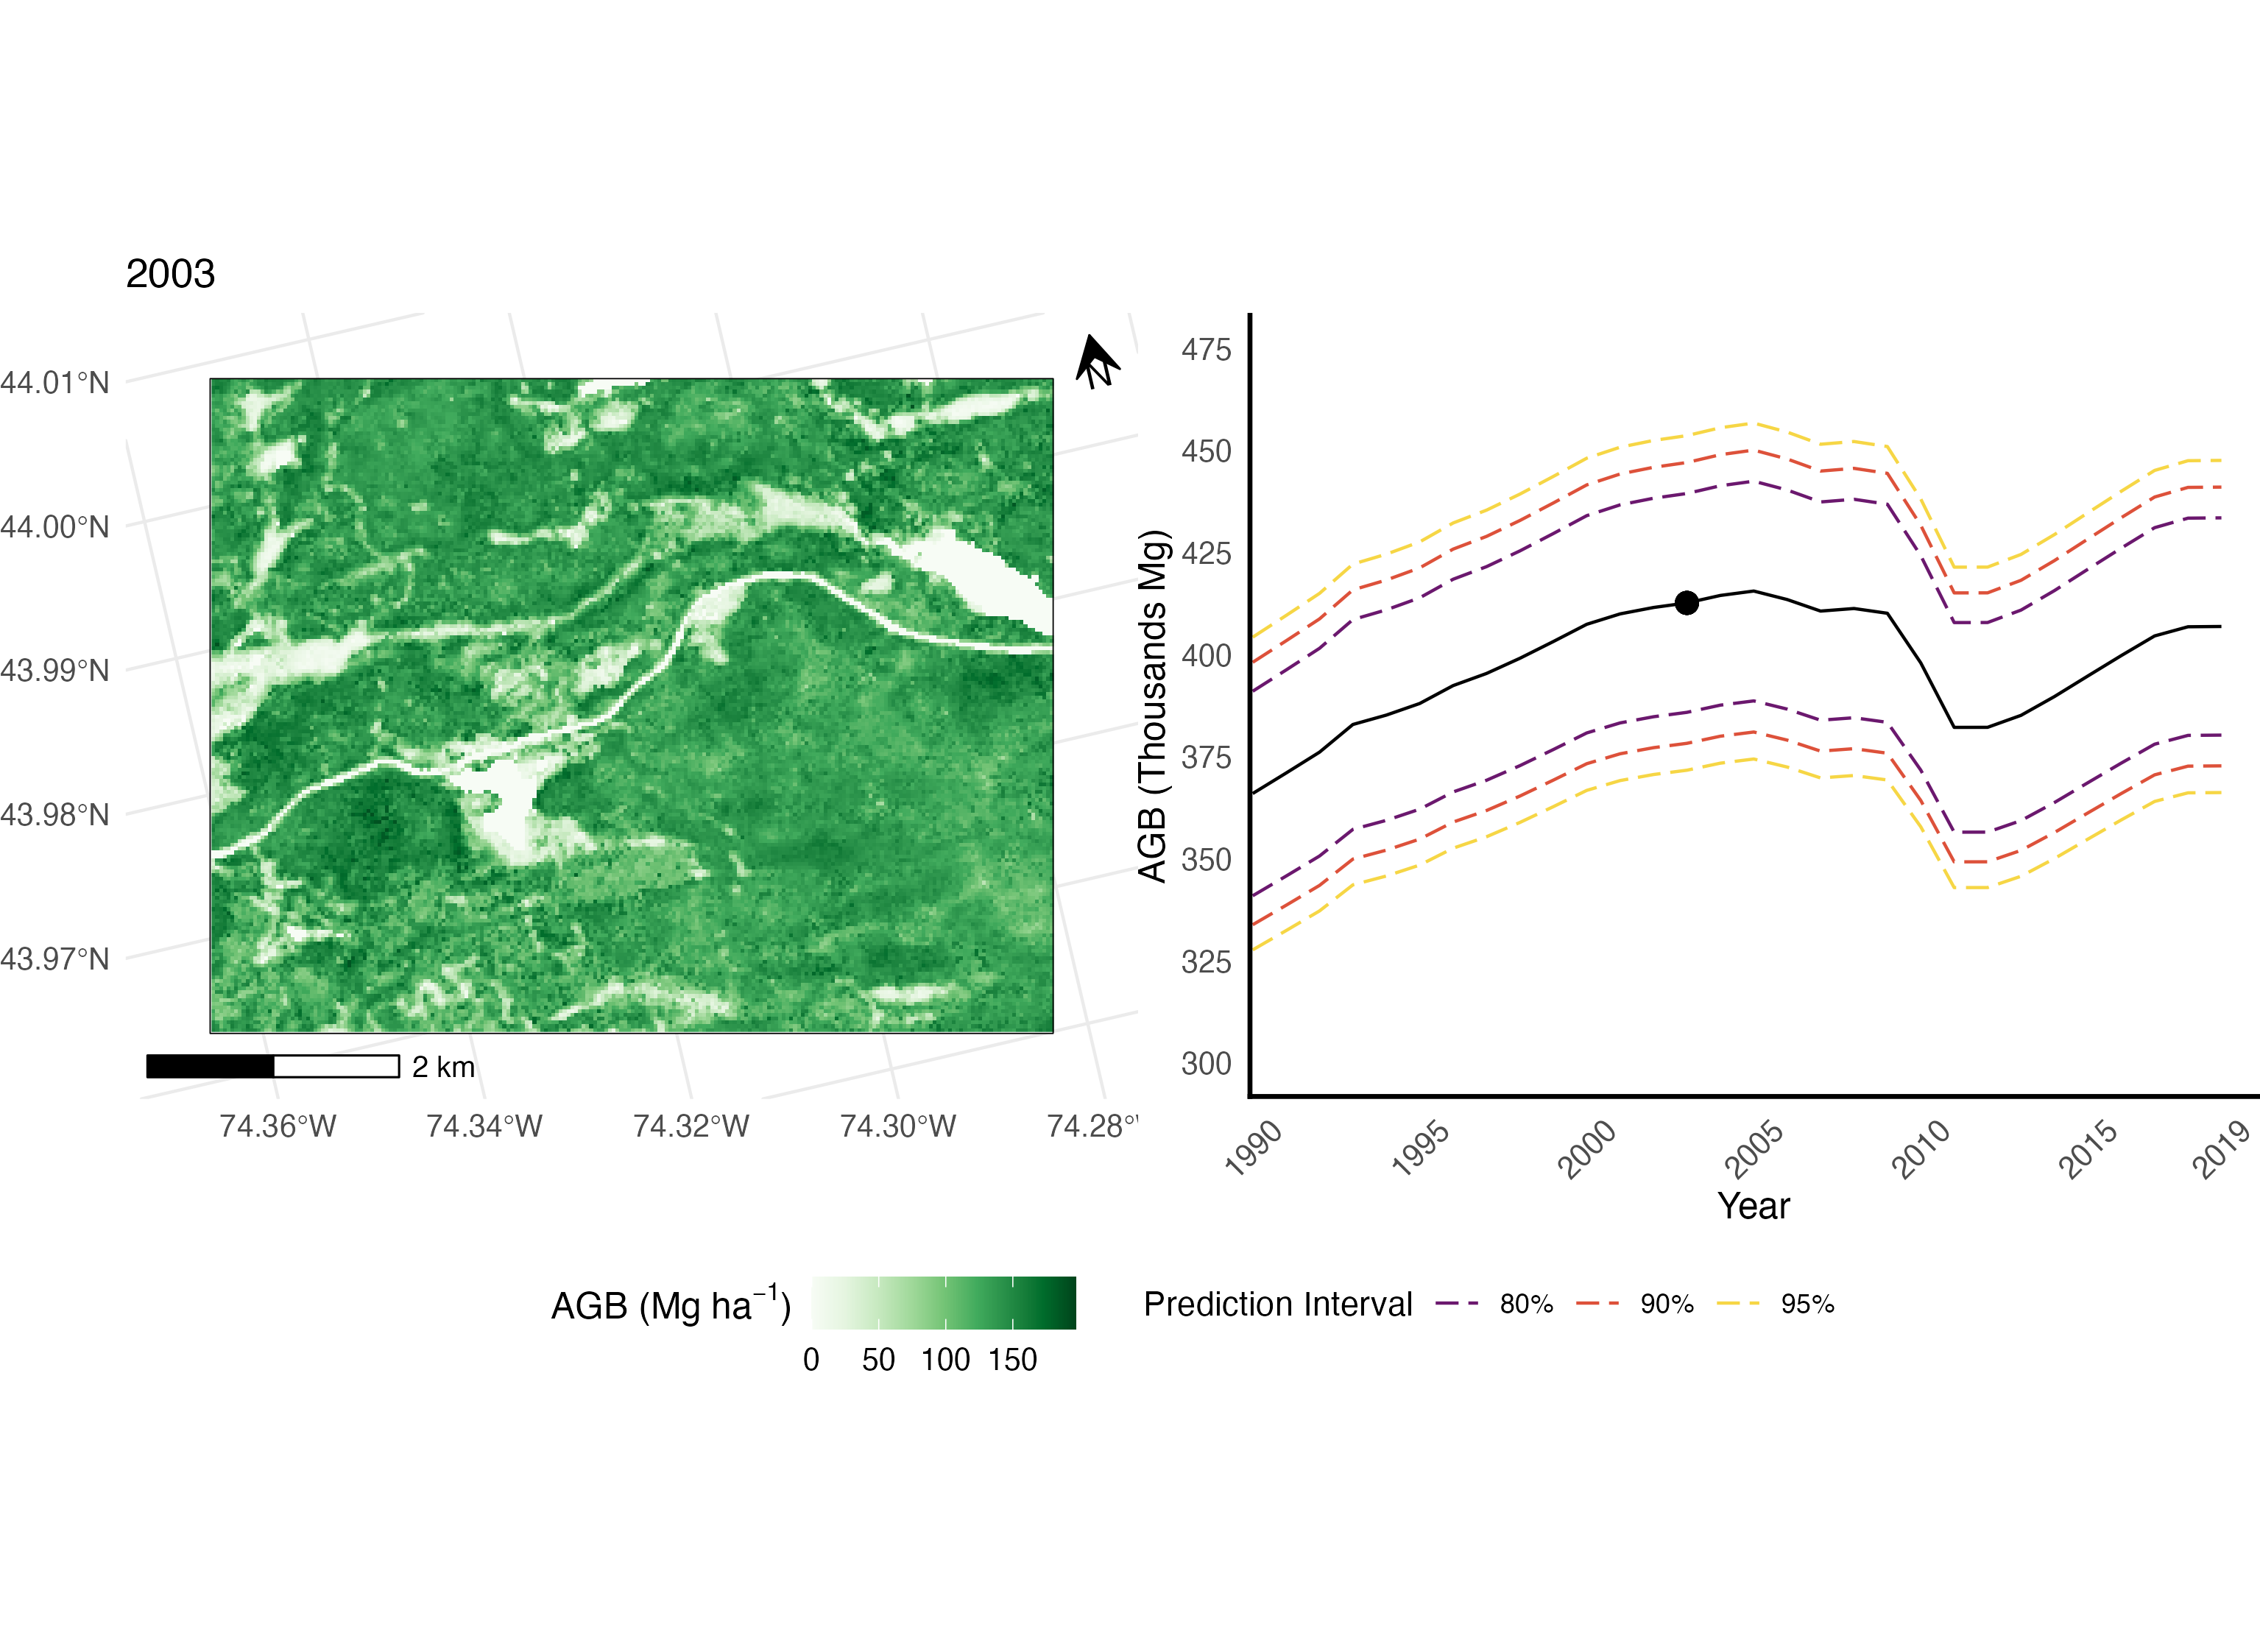 2003
44.01°N
44.00°N
43.99°N
43.98°N
43.97°N
N
2 km
74.36°W
74.34°W
74.32°W
74.30°W
74.28°
AGB (Thousands Mg)
475
450
425
400
375
350
325
300
1990
1995
2000
2005
2010
2015
2019
Year
AGB (Mg ha⁻¹)
0 50 100 150
Prediction Interval 80% 90% 95%